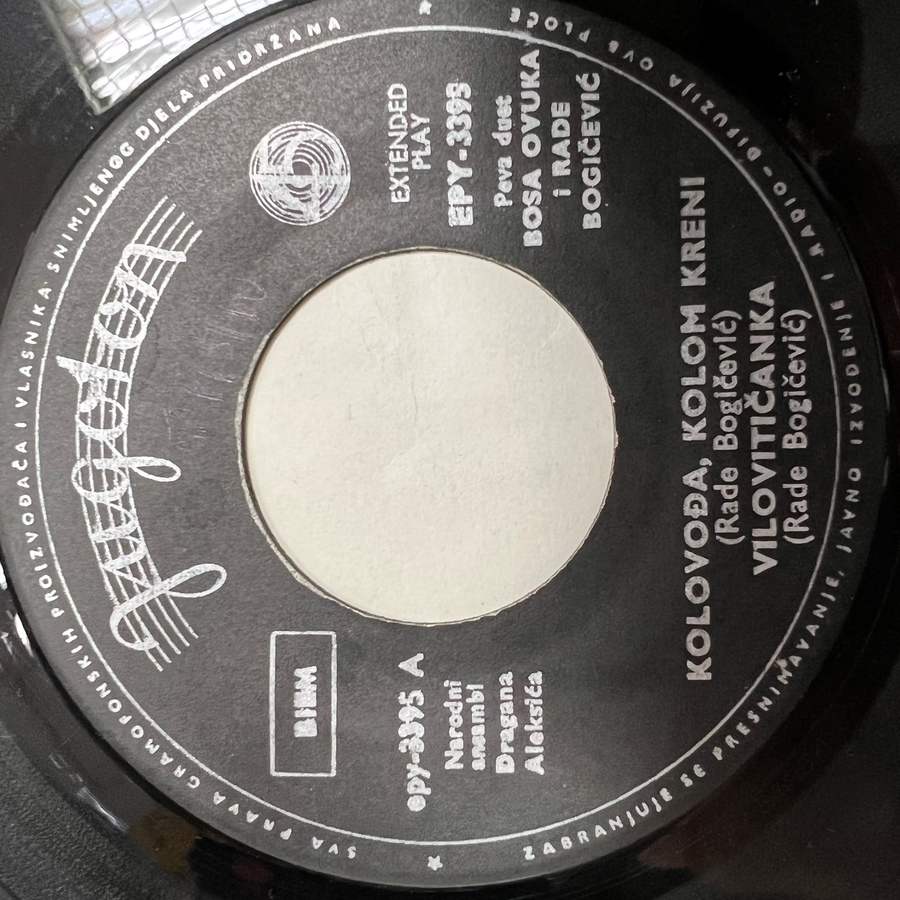 SVA PRAVA GRAMOFONSKIH PROIZVOĐAČA I VLASNIKA SNIMLJENOG DJELA PRIDRŽANA
Jugoton
BIEM
epy-3395 A
Narodni
ansambl
Dragana
Aleksića
EXTENDED
PLAY
EPY-3395
Peva duet
BOSA OVUKA
i RADE
BOGIČEVIĆ
KOLOVOĐA, KOLOM KRENI
(Rade Bogičević)
VILOVITIČANKA
(Rade Bogičević)
ZABRANJUJE SE PRESNIMAVANJE, JAVNO IZVOĐENJE I RADIO-DIFUZIJA OVE PLOČE